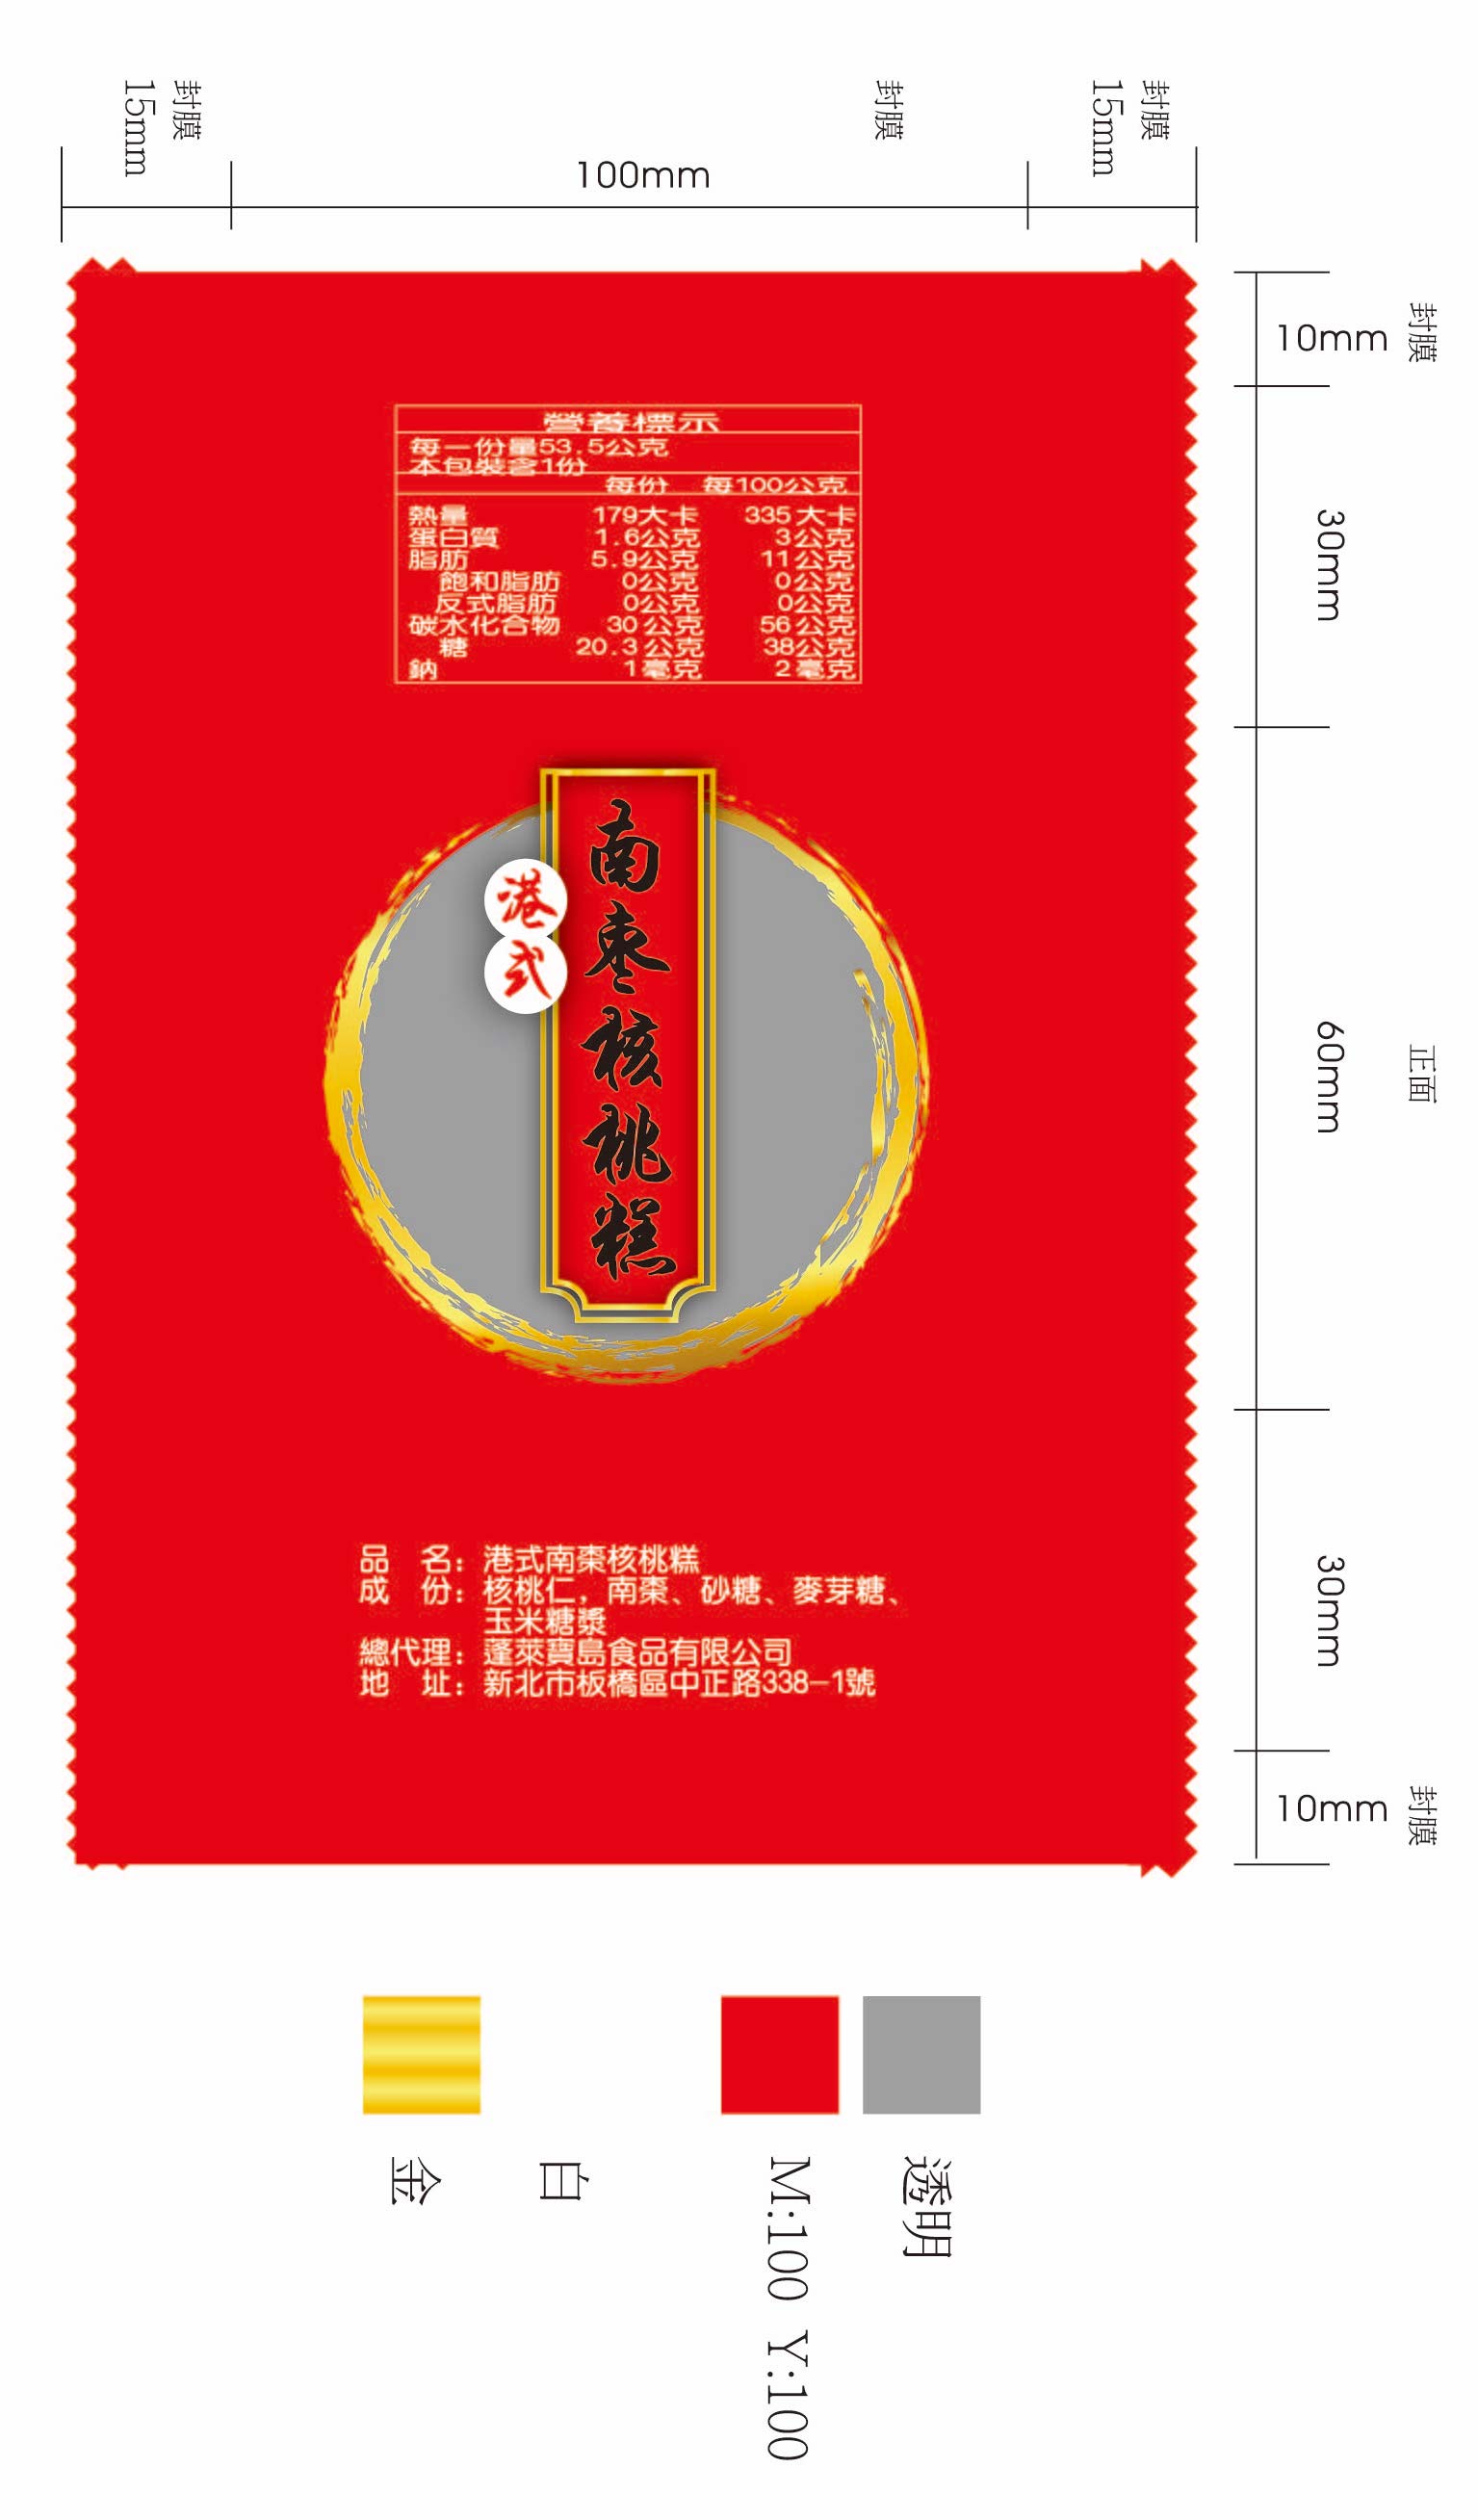 封膜
15mm
100mm
封膜
封膜
15mm
10mm 封膜
30mm
60mm
正面
30mm
10mm 封膜
營養標示
每一份量53.5公克
本包裝含1份
每份 每100公克
熱量 179大卡 335大卡
蛋白質 1.6公克 3公克
脂肪 5.9公克 11公克
飽和脂肪 0公克 0公克
反式脂肪 0公克 0公克
碳水化合物 30公克 56公克
糖 20.3公克 38公克
鈉 1毫克 2毫克
港式
南枣核桃糕
品　名：港式南棗核桃糕
成　份：核桃仁，南棗、砂糖、麥芽糖、
玉米糖漿
總代理：蓬萊寶島食品有限公司
地　址：新北市板橋區中正路338-1號
金
白
M:100 Y:100
透明